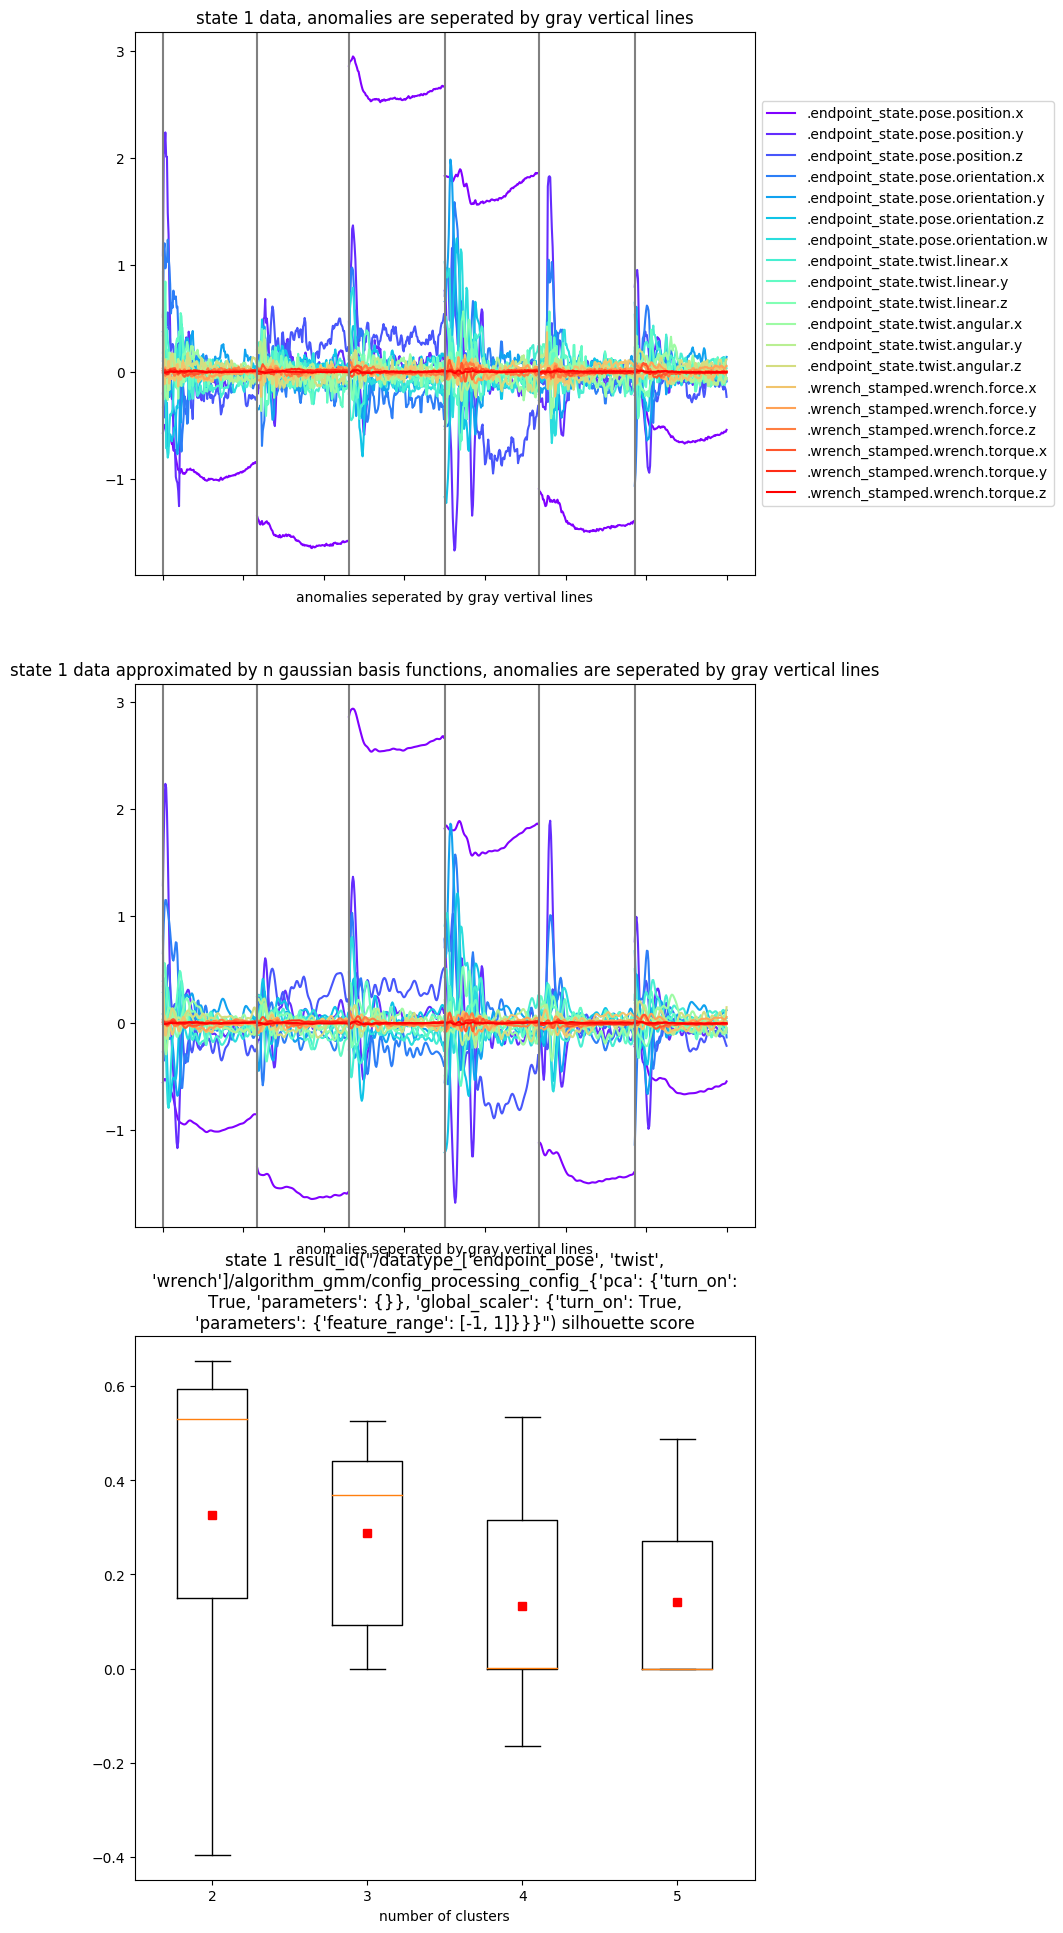 state 1 data, anomalies are seperated by gray vertical lines
3
2
1
0
−1
.endpoint_state.pose.position.x
.endpoint_state.pose.position.y
.endpoint_state.pose.position.z
.endpoint_state.pose.orientation.x
.endpoint_state.pose.orientation.y
.endpoint_state.pose.orientation.z
.endpoint_state.pose.orientation.w
.endpoint_state.twist.linear.x
.endpoint_state.twist.linear.y
.endpoint_state.twist.linear.z
.endpoint_state.twist.angular.x
.endpoint_state.twist.angular.y
.endpoint_state.twist.angular.z
.wrench_stamped.wrench.force.x
.wrench_stamped.wrench.force.y
.wrench_stamped.wrench.force.z
.wrench_stamped.wrench.torque.x
.wrench_stamped.wrench.torque.y
.wrench_stamped.wrench.torque.z
anomalies seperated by gray vertival lines
state 1 data approximated by n gaussian basis functions, anomalies are seperated by gray vertical lines
3
2
1
0
−1
anomalies seperated by gray vertival lines
state 1 result_id("/datatype_['endpoint_pose', 'twist',
'wrench']/algorithm_gmm/config_processing_config_{'pca': {'turn_on':
True, 'parameters': {}}, 'global_scaler': {'turn_on': True,
'parameters': {'feature_range': [-1, 1]}}}") silhouette score
0.6
0.4
0.2
0.0
−0.2
−0.4
2 3 4 5
number of clusters